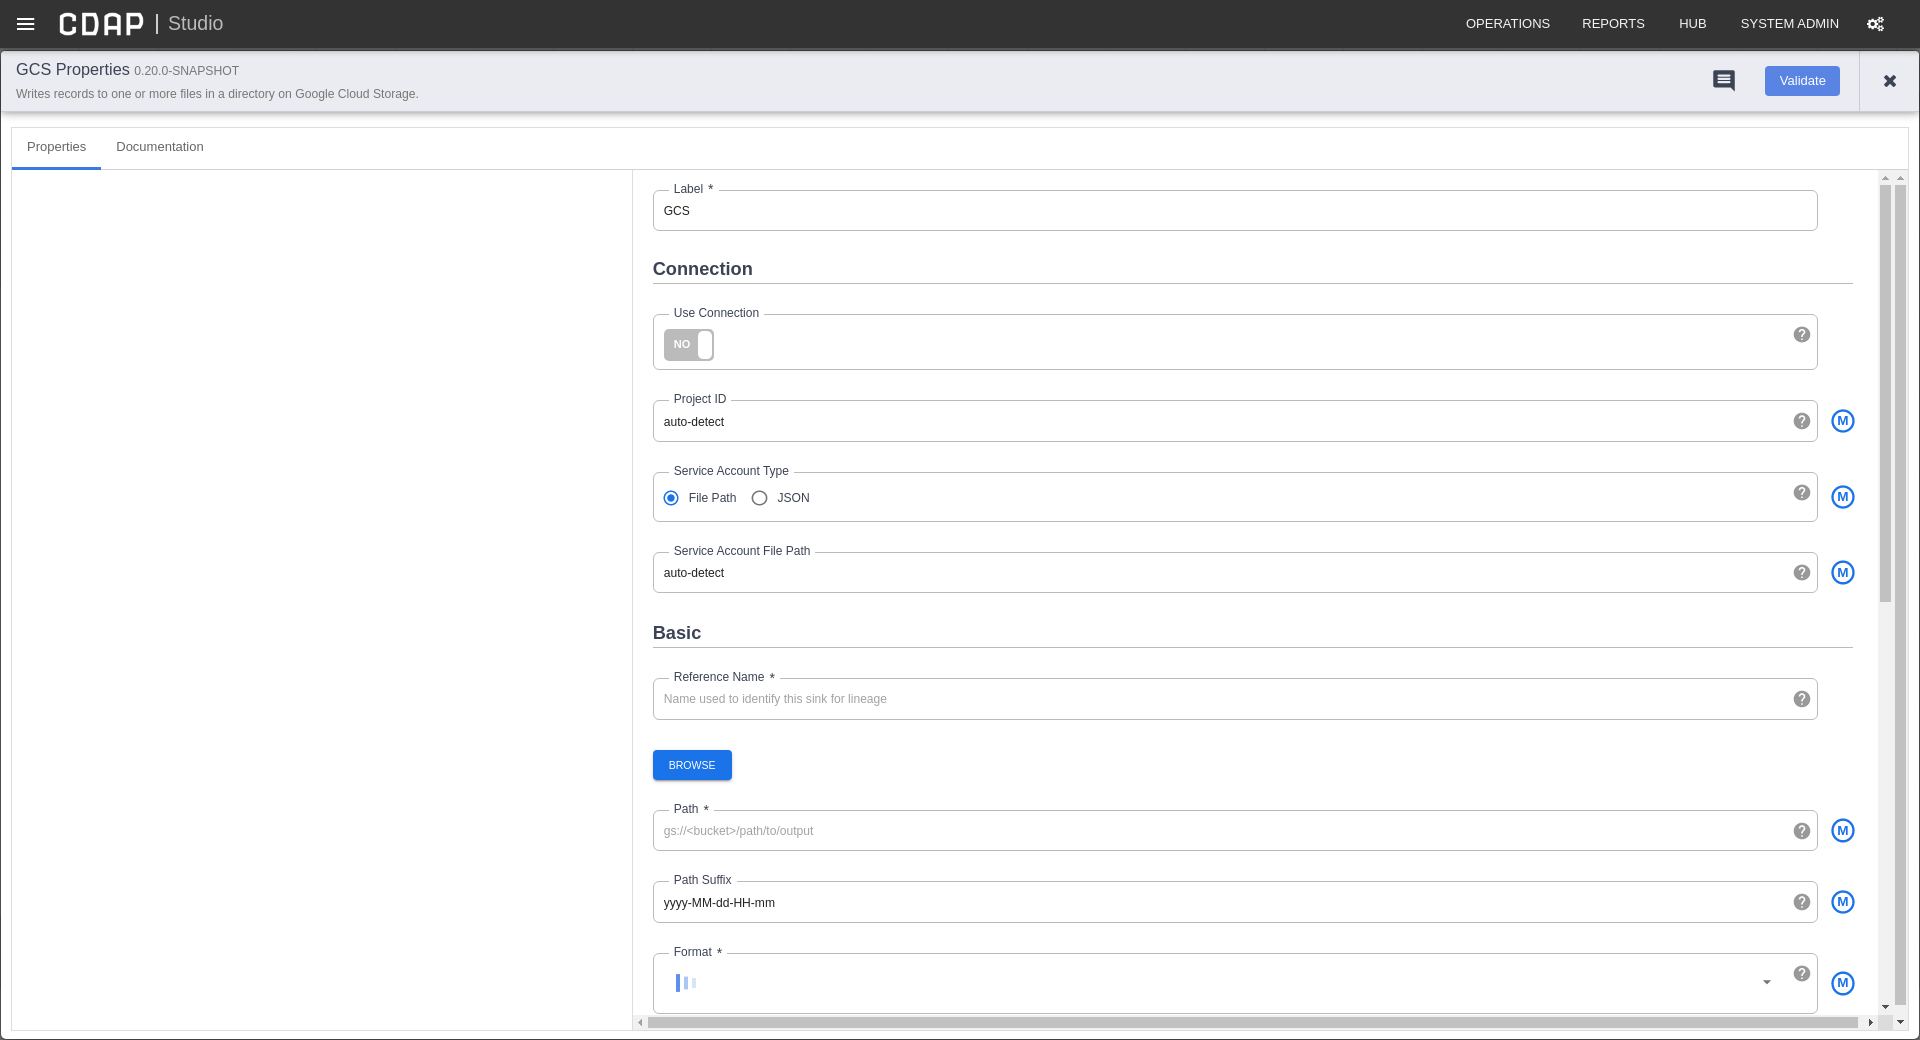 CDAP | Studio
OPERATIONS
REPORTS
HUB
SYSTEM ADMIN
GCS Properties 0.20.0-SNAPSHOT
Writes records to one or more files in a directory on Google Cloud Storage.
Validate
Properties
Documentation
Label *
GCS
Connection
Use Connection
NO
Project ID
auto-detect
M
Service Account Type
File Path
JSON
M
Service Account File Path
auto-detect
M
Basic
Reference Name *
Name used to identify this sink for lineage
BROWSE
Path *
gs://<bucket>/path/to/output
M
Path Suffix
yyyy-MM-dd-HH-mm
M
Format *
M